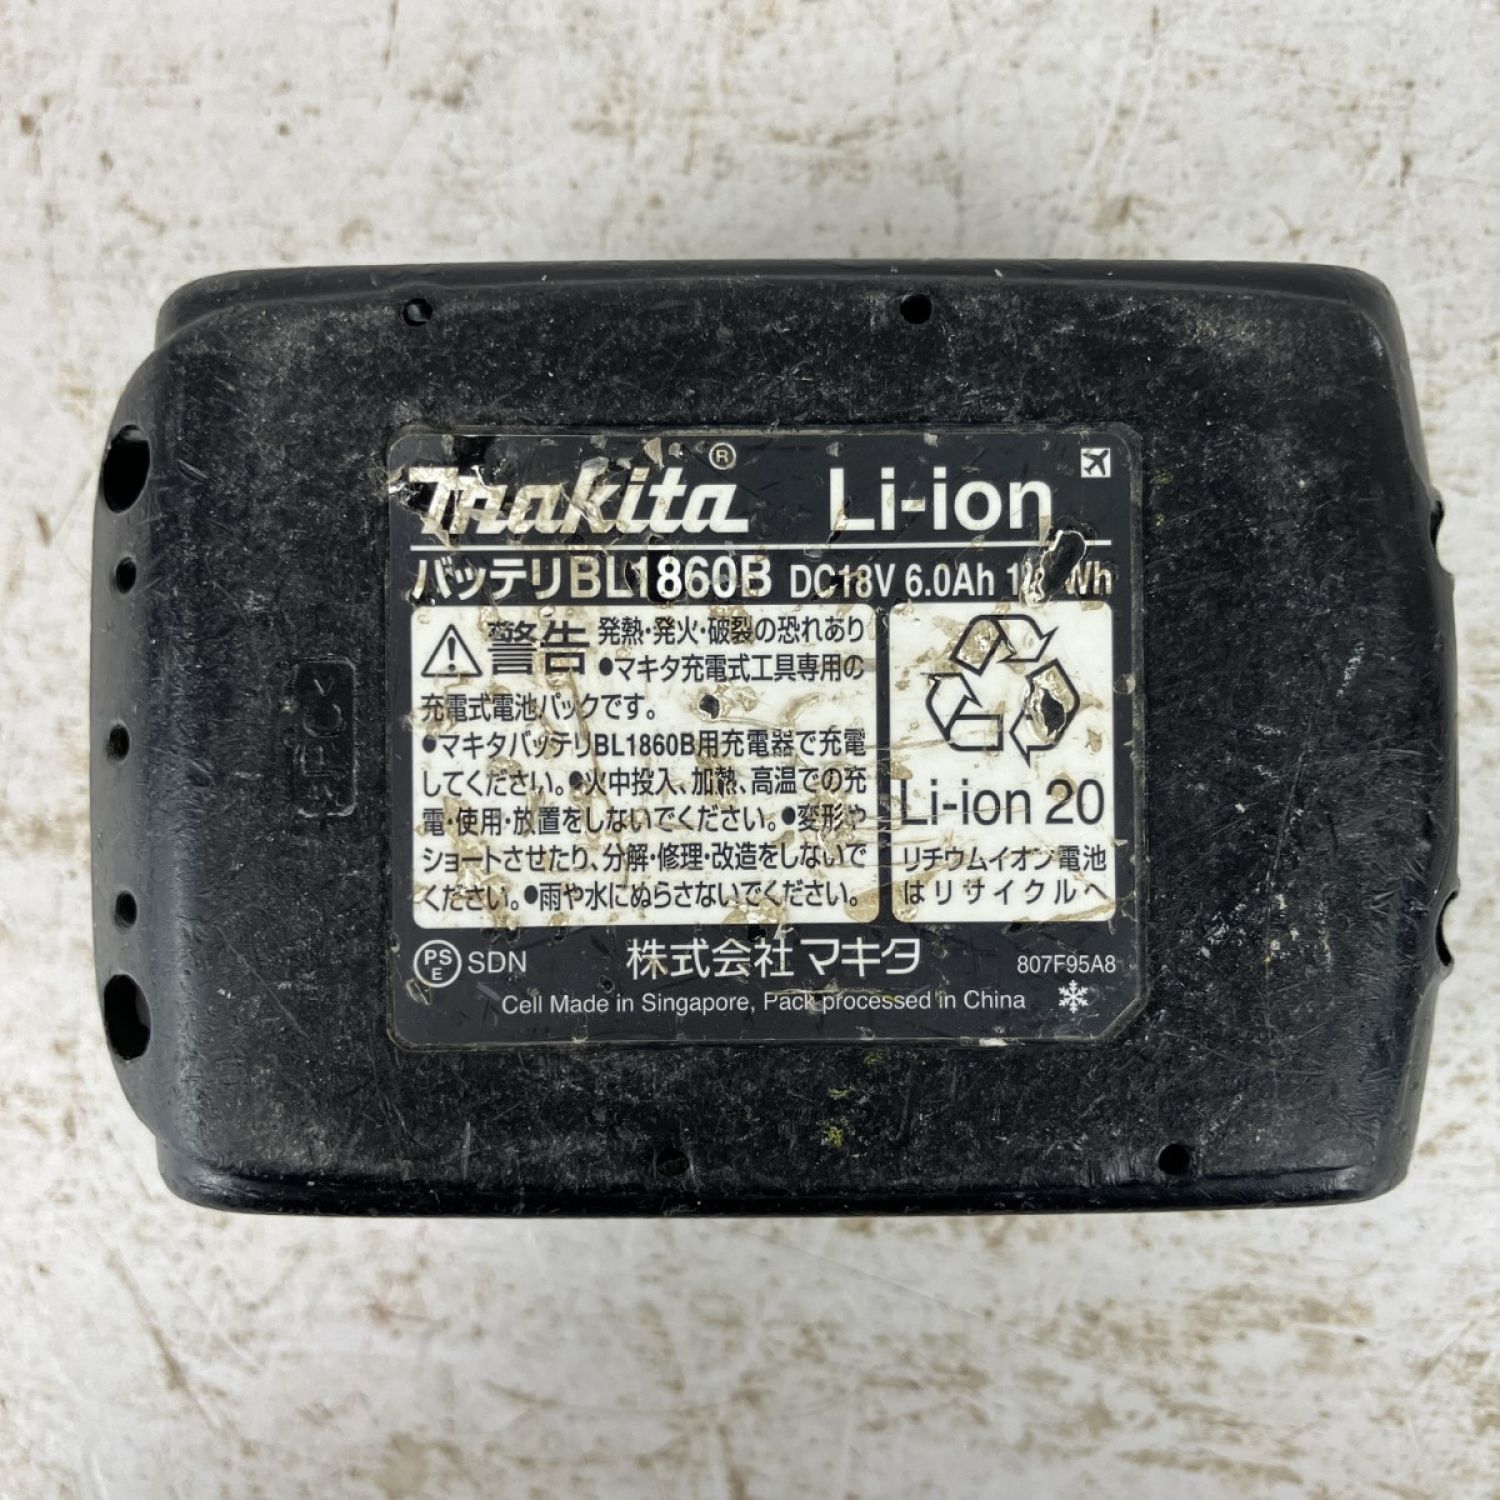 makita® Li-ion
バッテリBL1860B DC18V 6.0Ah
警告 発熱・発火・破裂の恐れあり
●マキタ充電式工具専用の
充電式電池パックです。
●マキタバッテリBL1860B用充電器で充電
してください。●火中投入、加熱、高温での充
電・使用・放置をしないでください。●変形や
ショートさせたり、分解・修理・改造をしないで
ください。●雨や水にぬらさないでください。
Li-ion 20
リチウムイオン電池
はリサイクルへ
PS
E
SDN 株式会社マキタ 807F95A8
Cell Made in Singapore, Pack processed in China